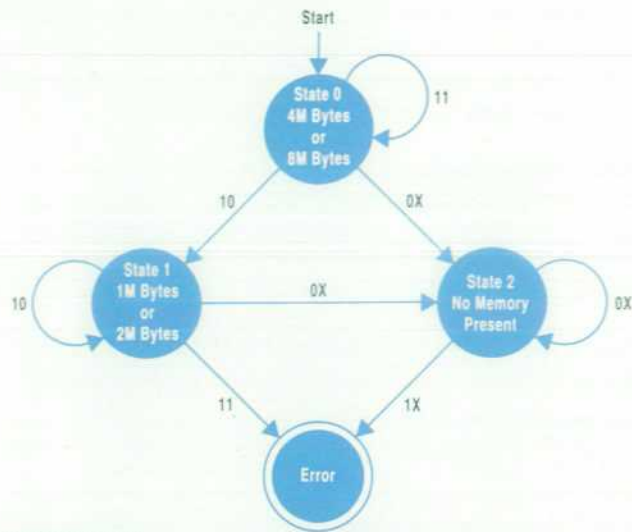 Start
State 0
4M Bytes
or
8M Bytes
11
10
0X
State 1
1M Bytes
or
2M Bytes
10
0X
State 2
No Memory
Present
0X
11
1X
Error